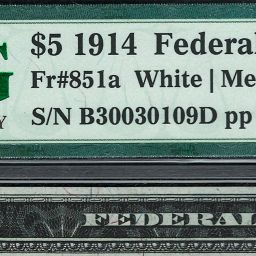 $5 1914 Federal
Fr#851a White | Me
S/N B30030109D pp
Y
FEDERAL